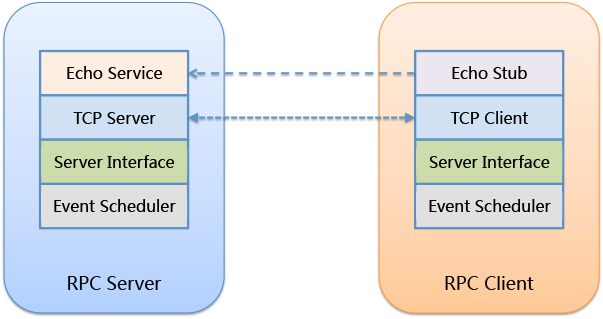 Echo Service
TCP Server
Server Interface
Event Scheduler
RPC Server
Echo Stub
TCP Client
Server Interface
Event Scheduler
RPC Client